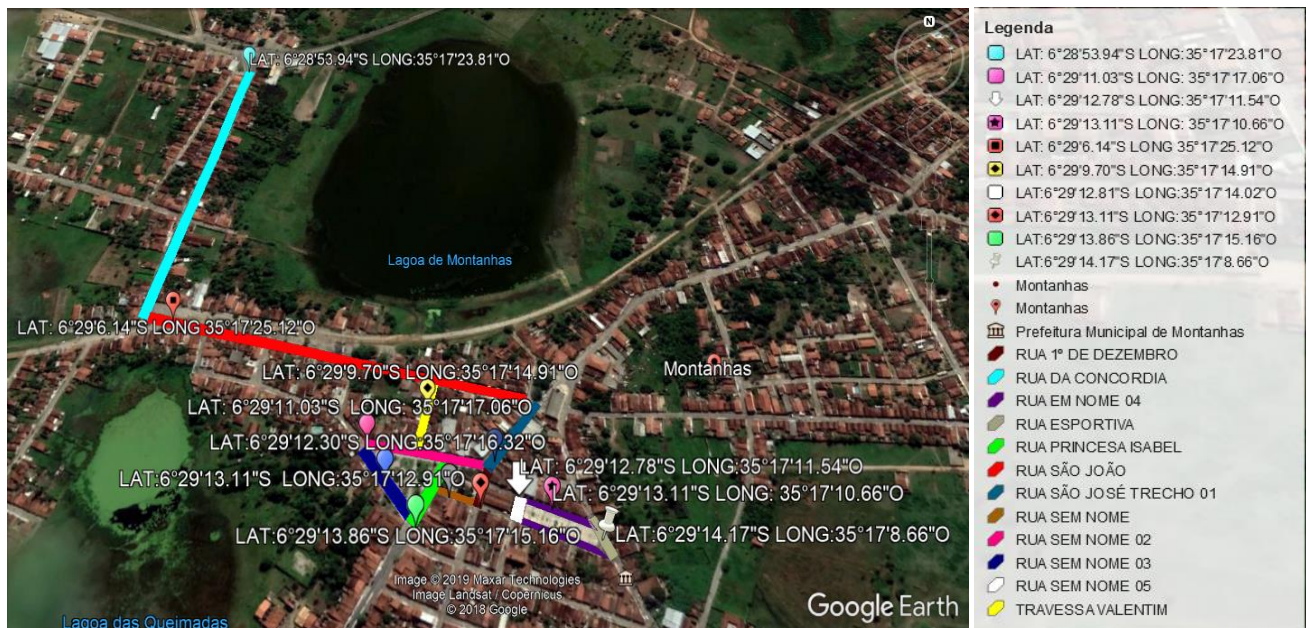 N
LAT: 6°28'53.94"S LONG:35°17'23.81"O
Lagoa de Montanhas
LAT: 6°29'6.14"S LONG 35°17'25.12"O
LAT: 6°29'9.70"S LONG:35°17'14.91"O
Montanhas
LAT: 6°29'11.03"S LONG: 35°17'17.06"O
LAT:6°29'12.30"S LONG:35°17'16.32"O
LAT: 6°29'12.78"S LONG:35°17'11.54"O
LAT:6°29'13.11"S LONG:35°17'12.91"O
LAT: 6°29'13.11"S LONG: 35°17'10.66"O
LAT:6°29'13.86"S LONG:35°17'15.16"O
LAT:6°29'14.17"S LONG:35°17'8.66"O
Image © 2019 Maxar Technologies
Image Landsat / Copernicus
© 2018 Google
Google Earth
Lagoa das Queimadas
Legenda
LAT: 6°28'53.94"S LONG:35°17'23.81"O
LAT: 6°29'11.03"S LONG: 35°17'17.06"O
LAT: 6°29'12.78"S LONG:35°17'11.54"O
LAT: 6°29'13.11"S LONG: 35°17'10.66"O
LAT: 6°29'6.14"S LONG:35°17'25.12"O
LAT: 6°29'9.70"S LONG:35°17'14.91"O
LAT:6°29'12.81"S LONG:35°17'14.02"O
LAT:6°29'13.11"S LONG:35°17'12.91"O
LAT:6°29'13.86"S LONG:35°17'15.16"O
LAT:6°29'14.17"S LONG:35°17'8.66"O
Montanhas
Montanhas
Prefeitura Municipal de Montanhas
RUA 1º DE DEZEMBRO
RUA DA CONCORDIA
RUA EM NOME 04
RUA ESPORTIVA
RUA PRINCESA ISABEL
RUA SÃO JOÃO
RUA SÃO JOSÉ TRECHO 01
RUA SEM NOME
RUA SEM NOME 02
RUA SEM NOME 03
RUA SEM NOME 05
TRAVESSA VALENTIM